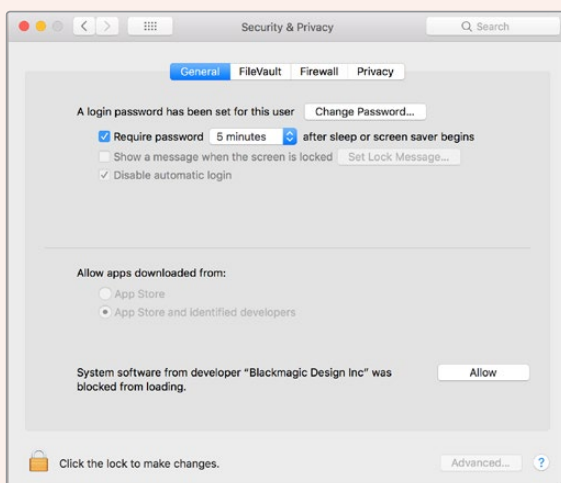 Security & Privacy
Search
General FileVault Firewall Privacy
A login password has been set for this user Change Password...
Require password 5 minutes after sleep or screen saver begins
Show a message when the screen is locked Set Lock Message...
Disable automatic login
Allow apps downloaded from:
App Store
App Store and identified developers
System software from developer “Blackmagic Design Inc” was
blocked from loading.
Allow
Click the lock to make changes.
Advanced... ?